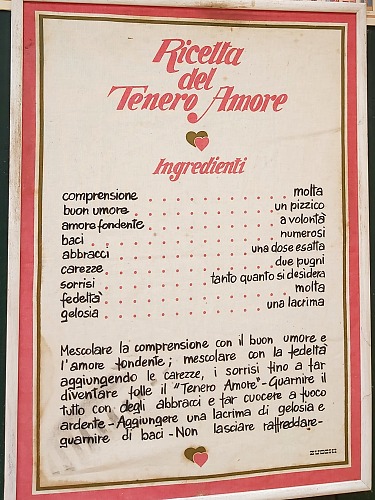 Ricetta
del
Tenero Amore
Ingredienti
comprensione molta
buon umore un pizzico
amore fondente a volontà
baci numerosi
abbracci una dose esatta
carezze due pugni
sorrisi tanto quanto si desidera
fedeltà molta
gelosia una lacrima
Mescolare la comprensione con il buon umore e
l'amore fondente; mescolare con la fedeltà
aggiungendo le carezze, i sorrisi fino a far
diventare folle il "Tenero Amore"- Guarnire il
tutto con degli abbracci e far cuocere a fuoco
ardente - Aggiungere una lacrima di gelosia e
guarnire di baci - Non lasciare raffreddare -